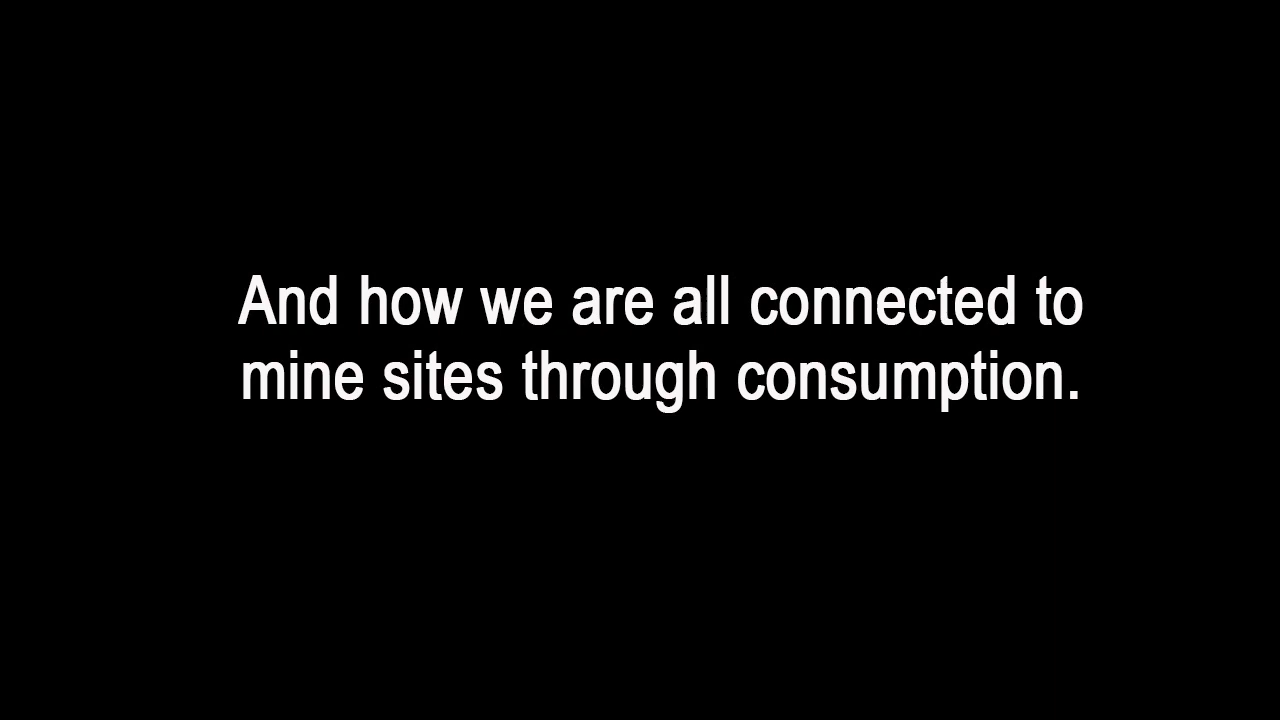 And how we are all connected to
mine sites through consumption.